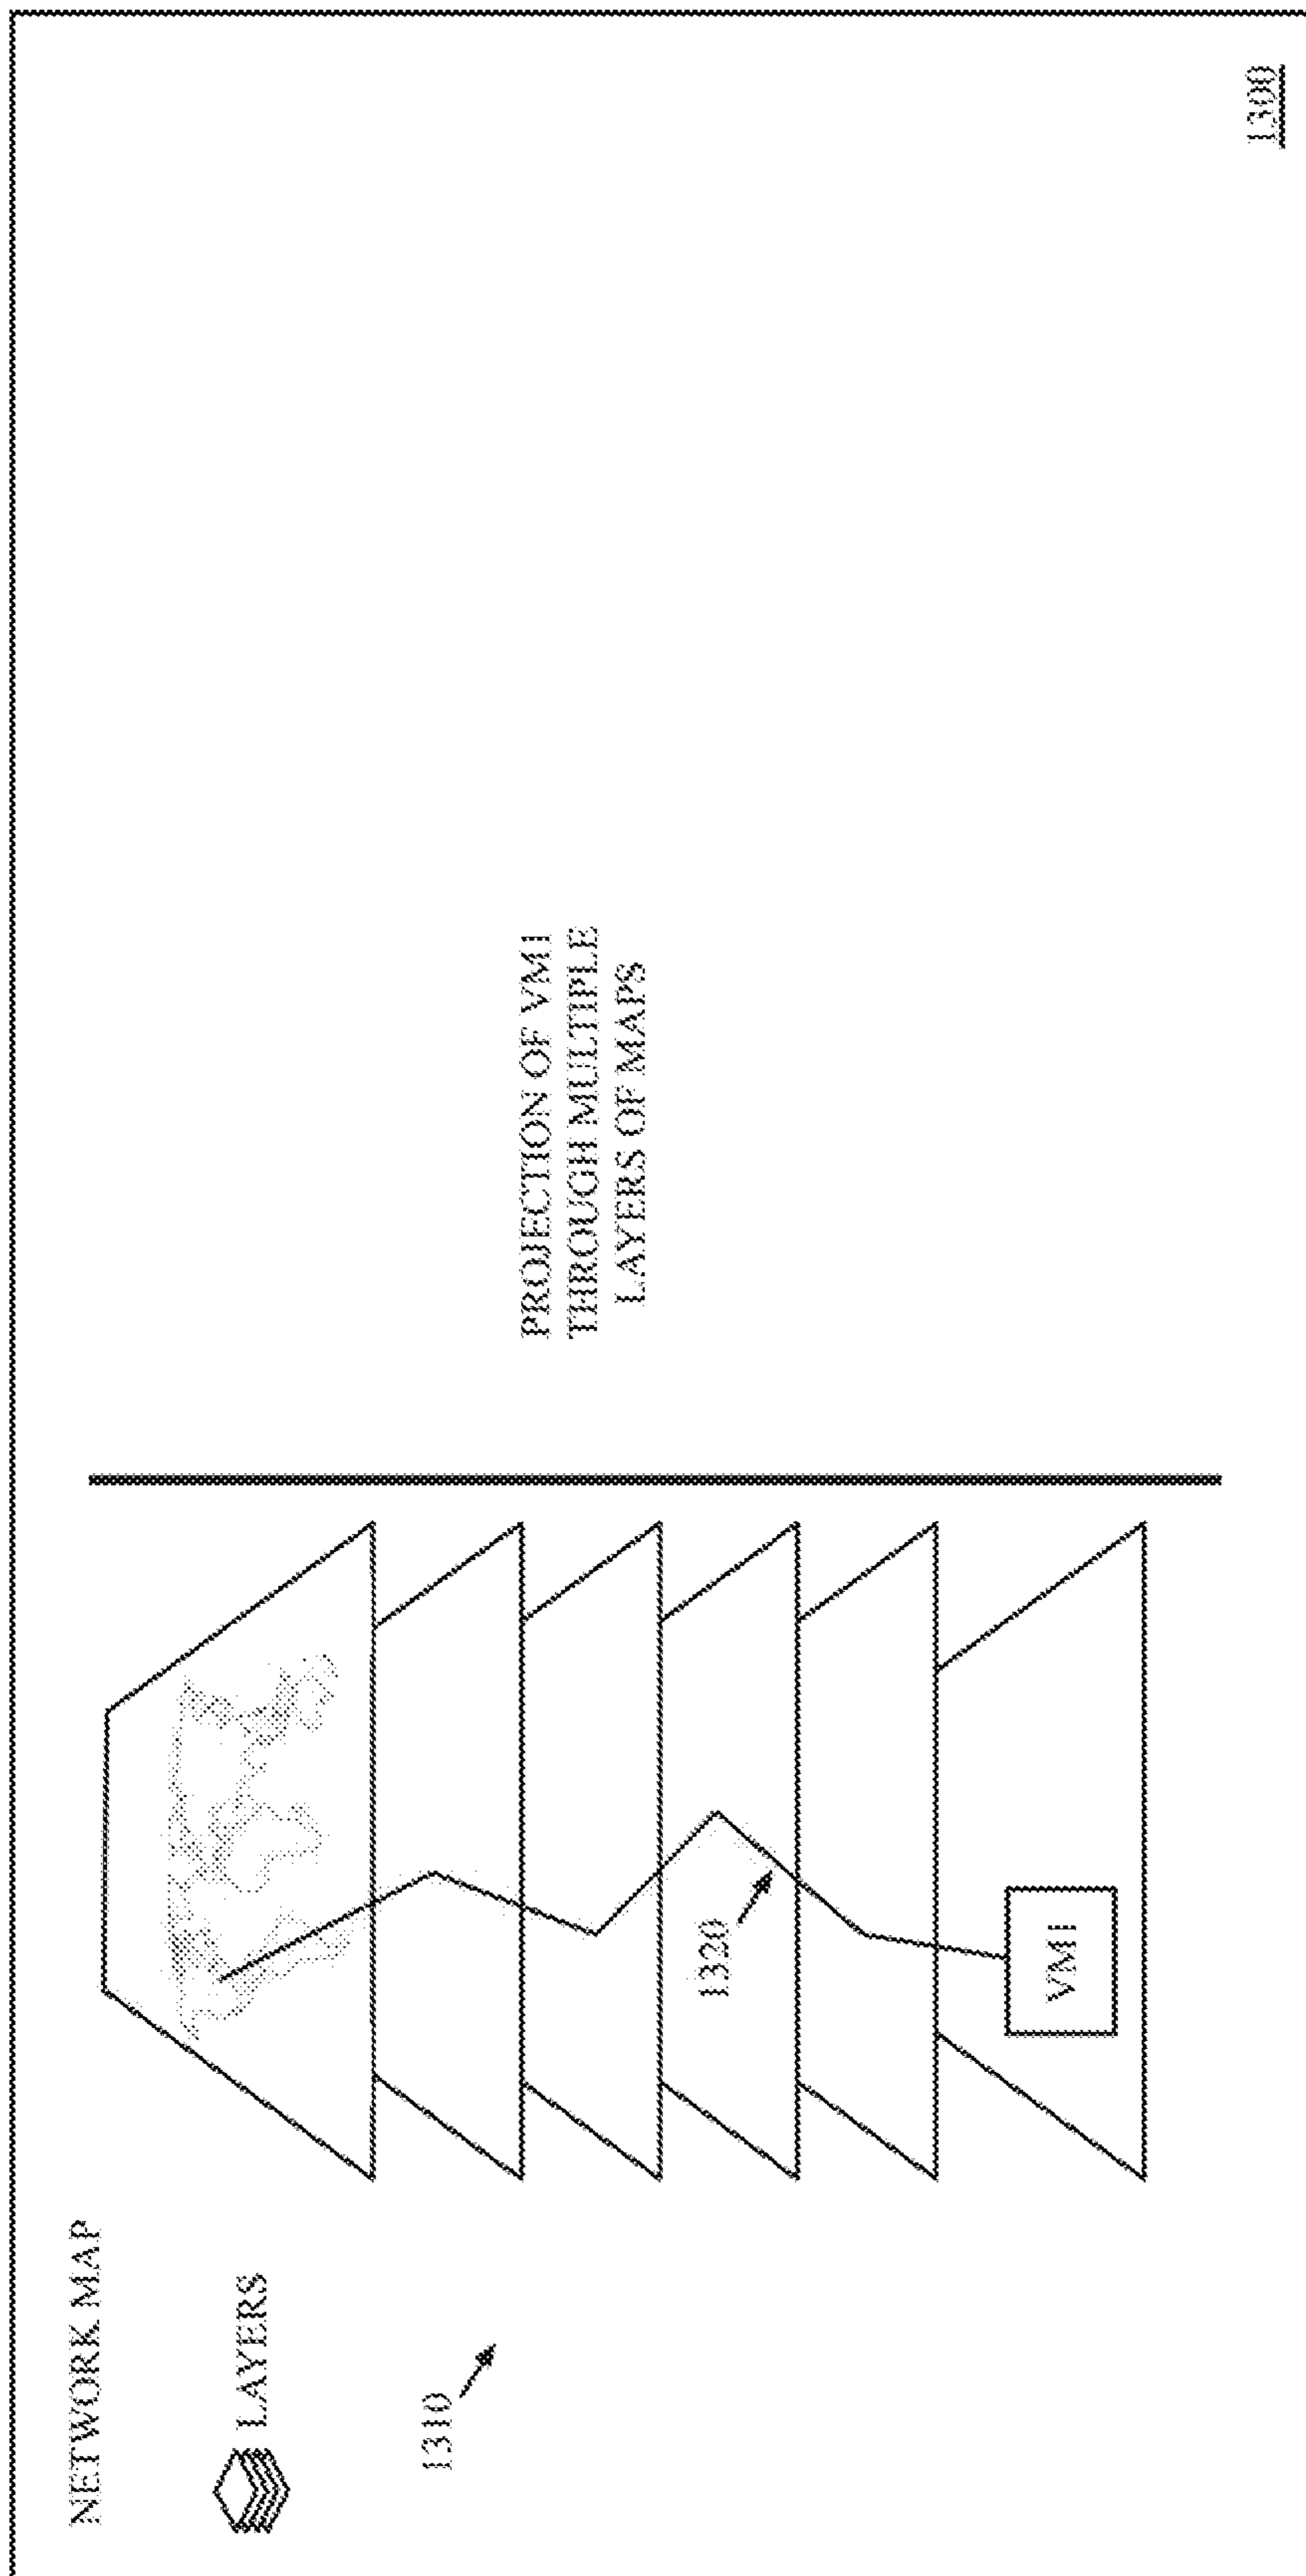 NETWORK MAP
LAYERS
1310
1320
VM1
PROJECTION OF VM1
THROUGH MULTIPLE
LAYERS OF MAPS
1300